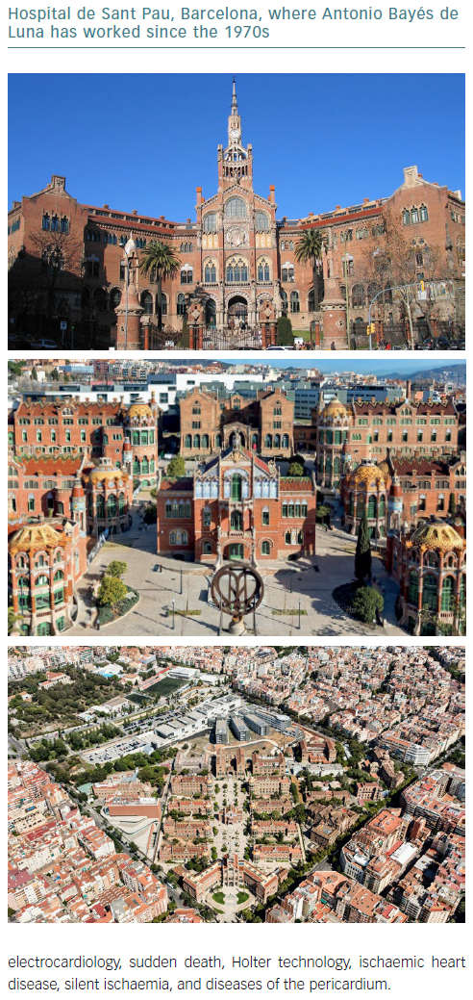 Hospital de Sant Pau, Barcelona, where Antonio Bayés de
Luna has worked since the 1970s
electrocardiology, sudden death, Holter technology, ischaemic heart
disease, silent ischaemia, and diseases of the pericardium.